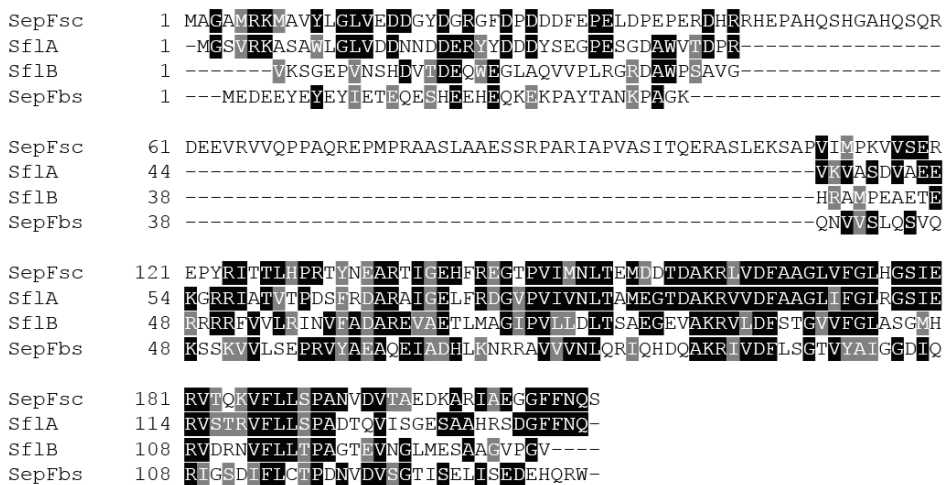 SepFsc 1 MAGAMRKMAVYLGLVEDDGYDGRGFDPDDDFEPELDPEPERDHRRHEPAHQSHGAHQSQR
SflA 1 -MGSVRKASAWLGLVDDNNDDERYYDDDYSEGPESGDAWVTDPR----------------
SflB 1 -------VKSGEPVNSHDVTDEQWEGLAQVVPLRGRDAWPSAVG----------------
SepFbs 1 ---MEDEEYEYEYIETEQESHEEHEQKEKPAYTANKPAGK--------------------
SepFsc 61 DEEVRVVQPPAQREPMPRAASLAAESSRPARIAPVASITQERASLEKSAPVIMPKVVSER
SflA 44 --------------------------------------------------VKVASDVAEE
SflB 38 --------------------------------------------------HRAMPEAETE
SepFbs 38 --------------------------------------------------QNVVSLQSVQ
SepFsc 121 EPYRITTLHPRTYNEARTIGEHFREGTPVIMNLTEMDDTDAKRLVDFAAGLVFGLHGSIE
SflA 54 KGRRIATVTPDSFRDARAIGELFRDGVPVIVNLTAMEGTDAKRVVDFAAGLIFGLRGSIE
SflB 48 RRRRFVVLRINVFADAREVAETLMAGIPVLLDLTSAEGEVAKRVLDFSTGVVFGLASGMH
SepFbs 48 KSSKVVLSEPRVYAEAQEIADHLKNRRAVVVNLQRIQHDQAKRIVDFLSGTVYAIGGDIQ
SepFsc 181 RVTQKVFLLSPANVDVTAEDKARIAEGGFFNQS
SflA 114 RVSTRVFLLSPADTQVISGESAAHRSDGFFNQ-
SflB 108 RVDRNVFLLTPAGTEVNGLMESAAGVPGV----
SepFbs 108 RIGSDIFLCTPDNVDVSGTISELISEDEHQRW-